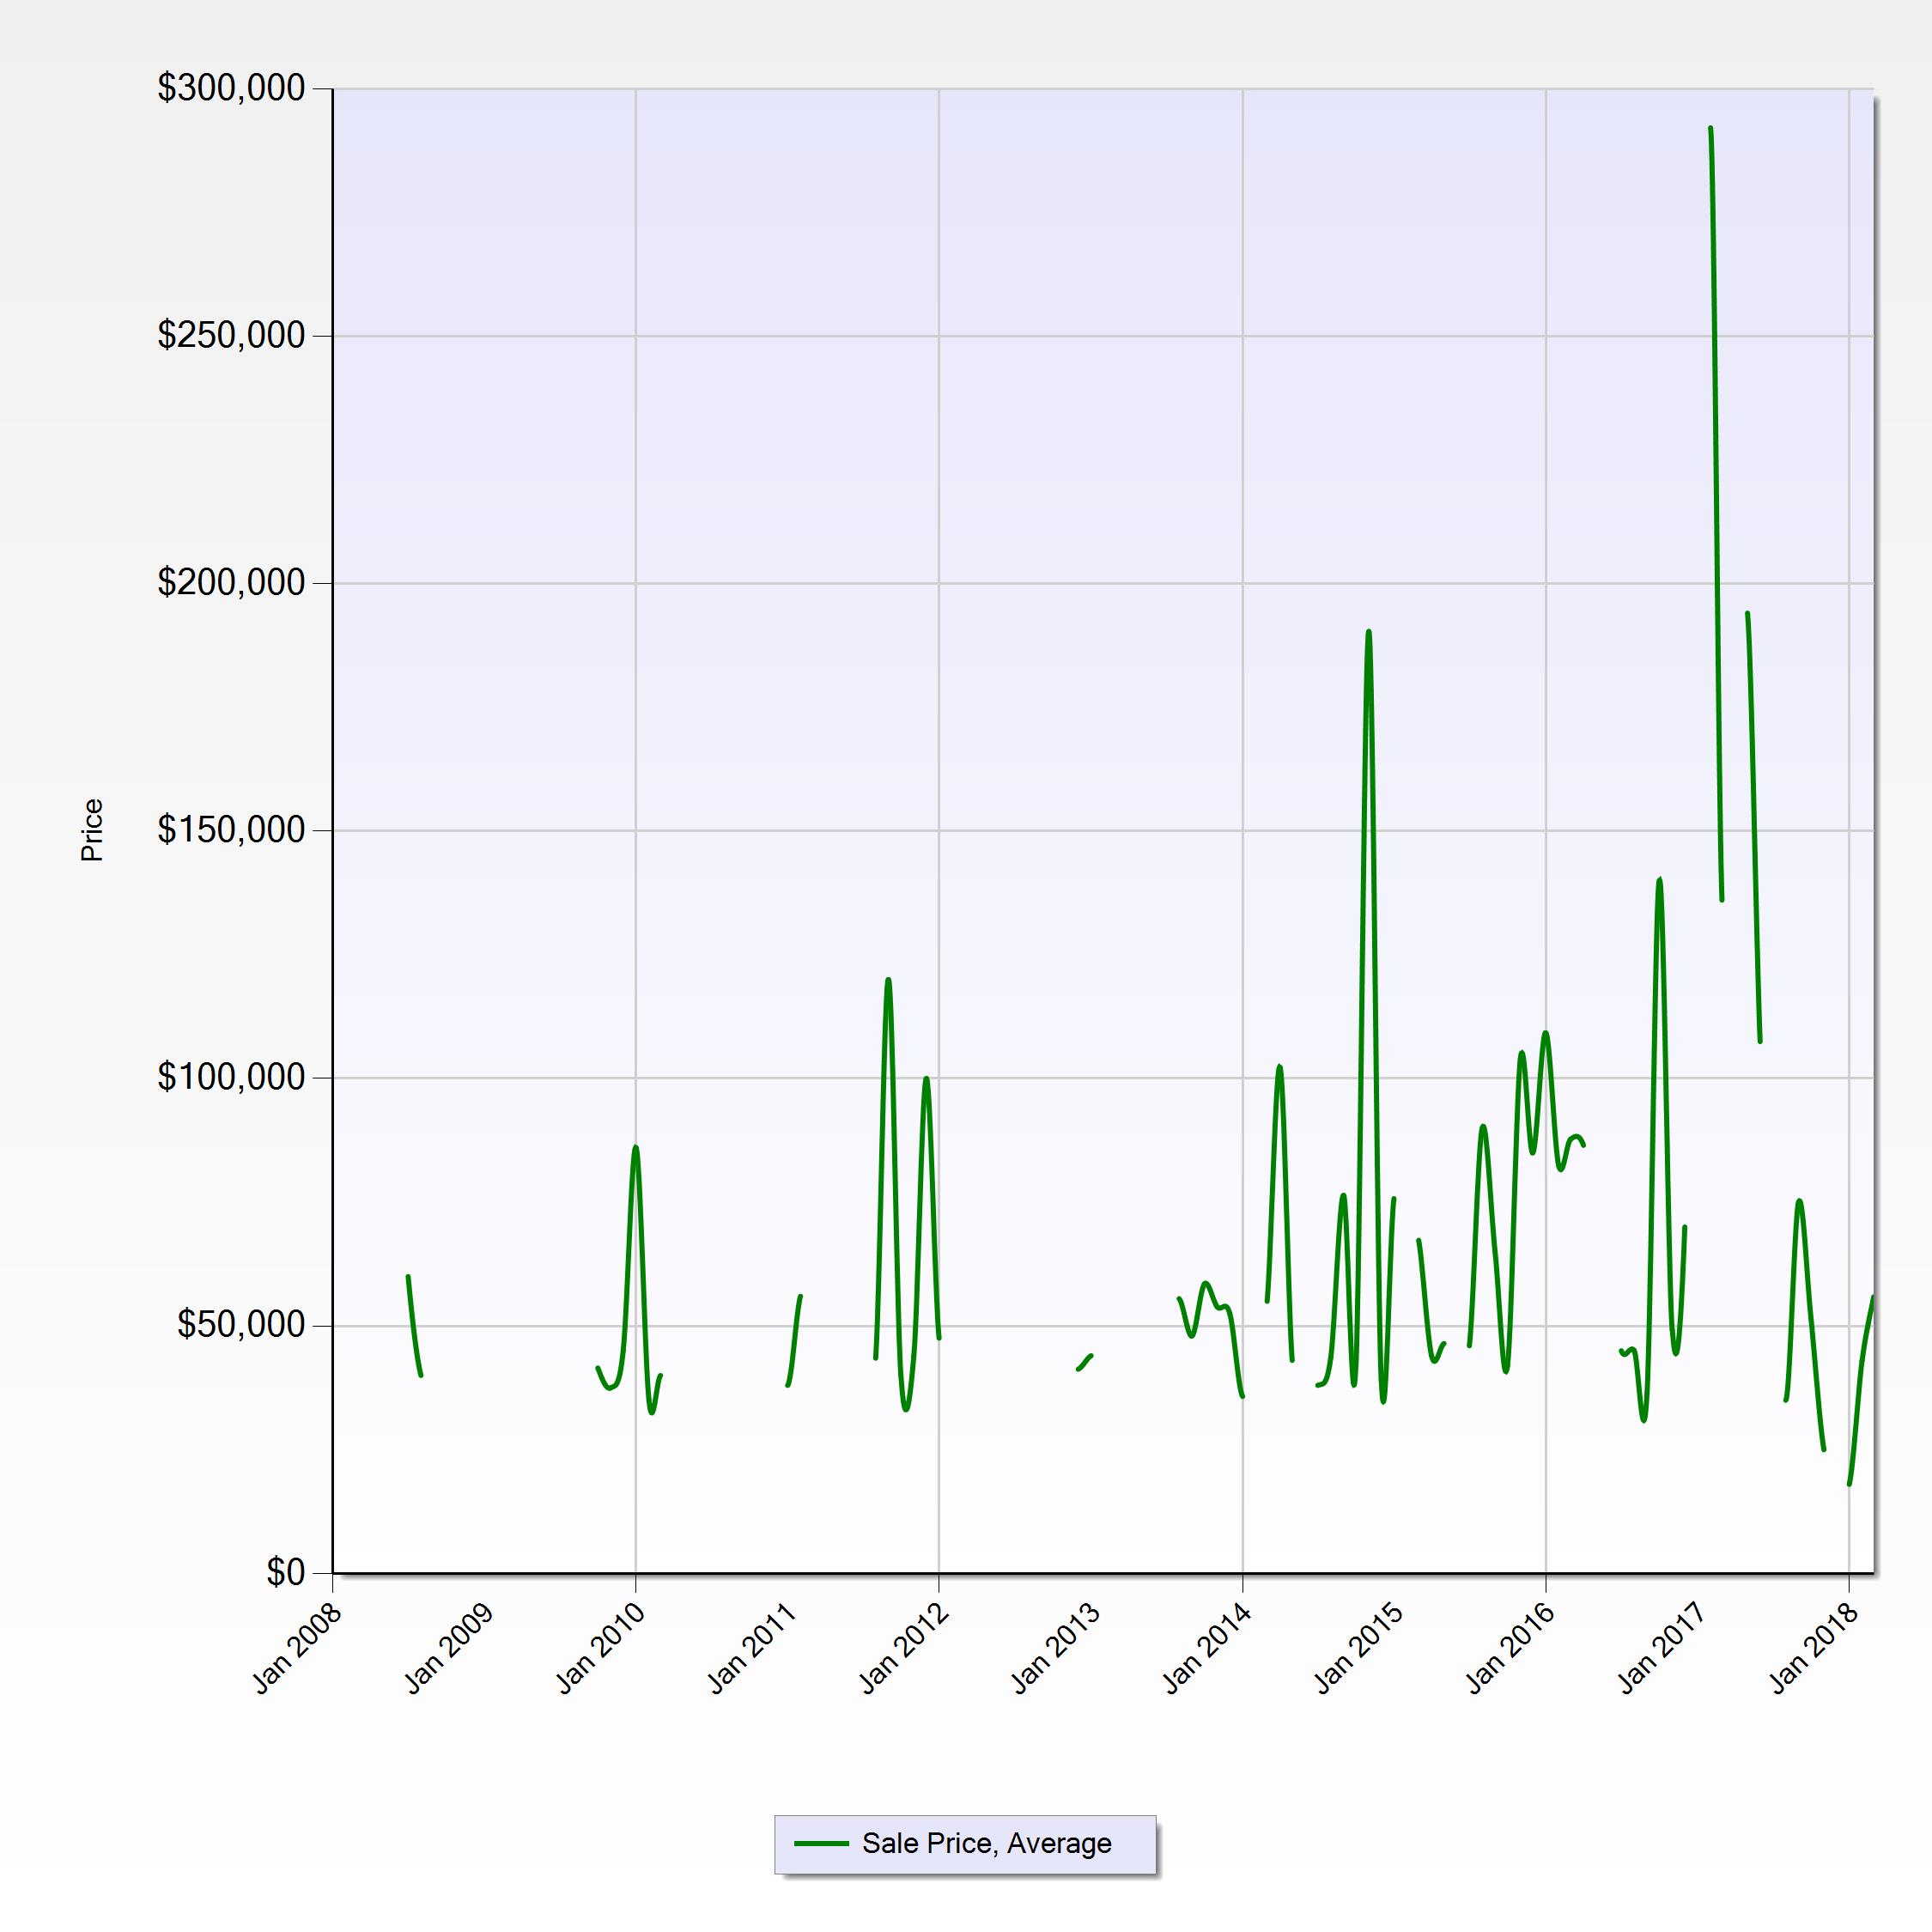 $300,000
$250,000
$200,000
$150,000
$100,000
$50,000
$0
Price
Jan 2008
Jan 2009
Jan 2010
Jan 2011
Jan 2012
Jan 2013
Jan 2014
Jan 2015
Jan 2016
Jan 2017
Jan 2018
Sale Price, Average